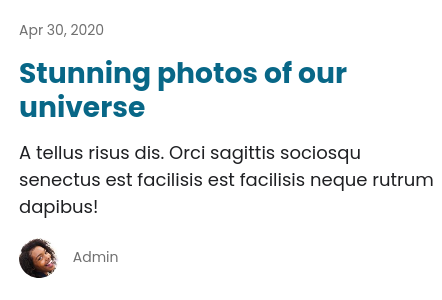 Apr 30, 2020
Stunning photos of our
universe
A tellus risus dis. Orci sagittis sociosqu
senectus est facilisis est facilisis neque rutrum
dapibus!
Admin